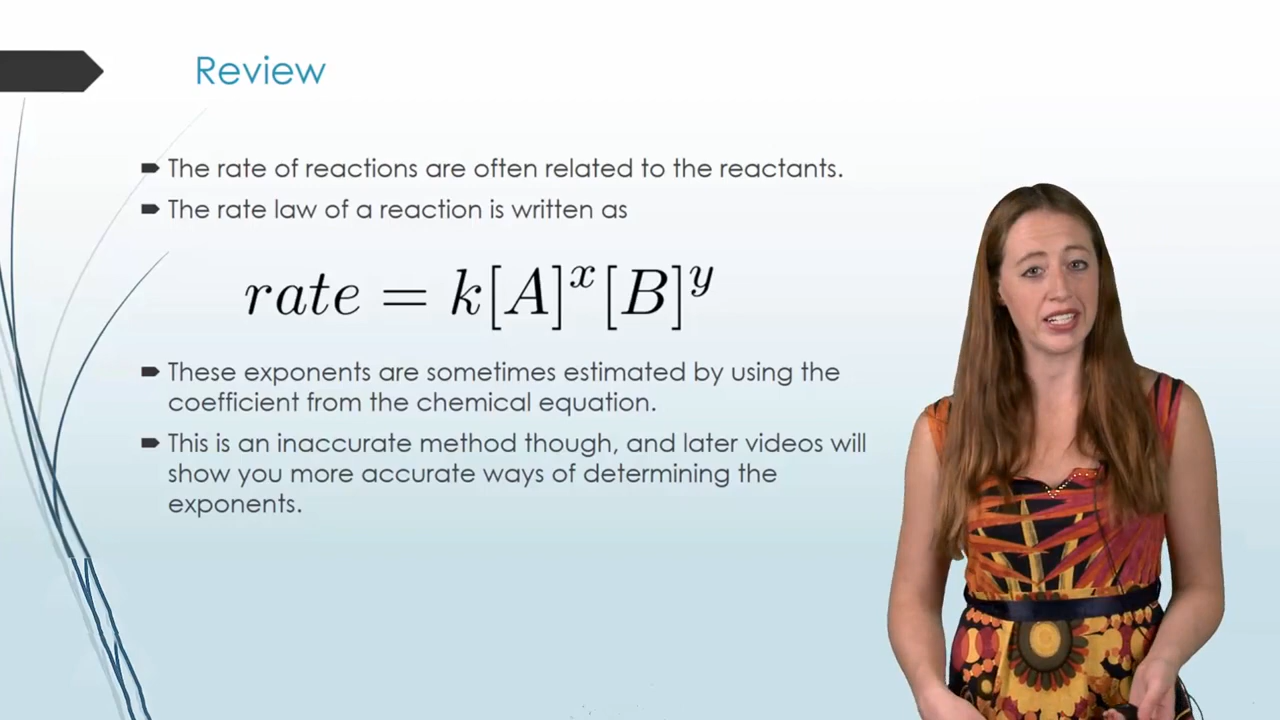 Review
The rate of reactions are often related to the reactants.
The rate law of a reaction is written as
rate = k[A]^x[B]^y
These exponents are sometimes estimated by using the
coefficient from the chemical equation.
This is an inaccurate method though, and later videos will
show you more accurate ways of determining the
exponents.